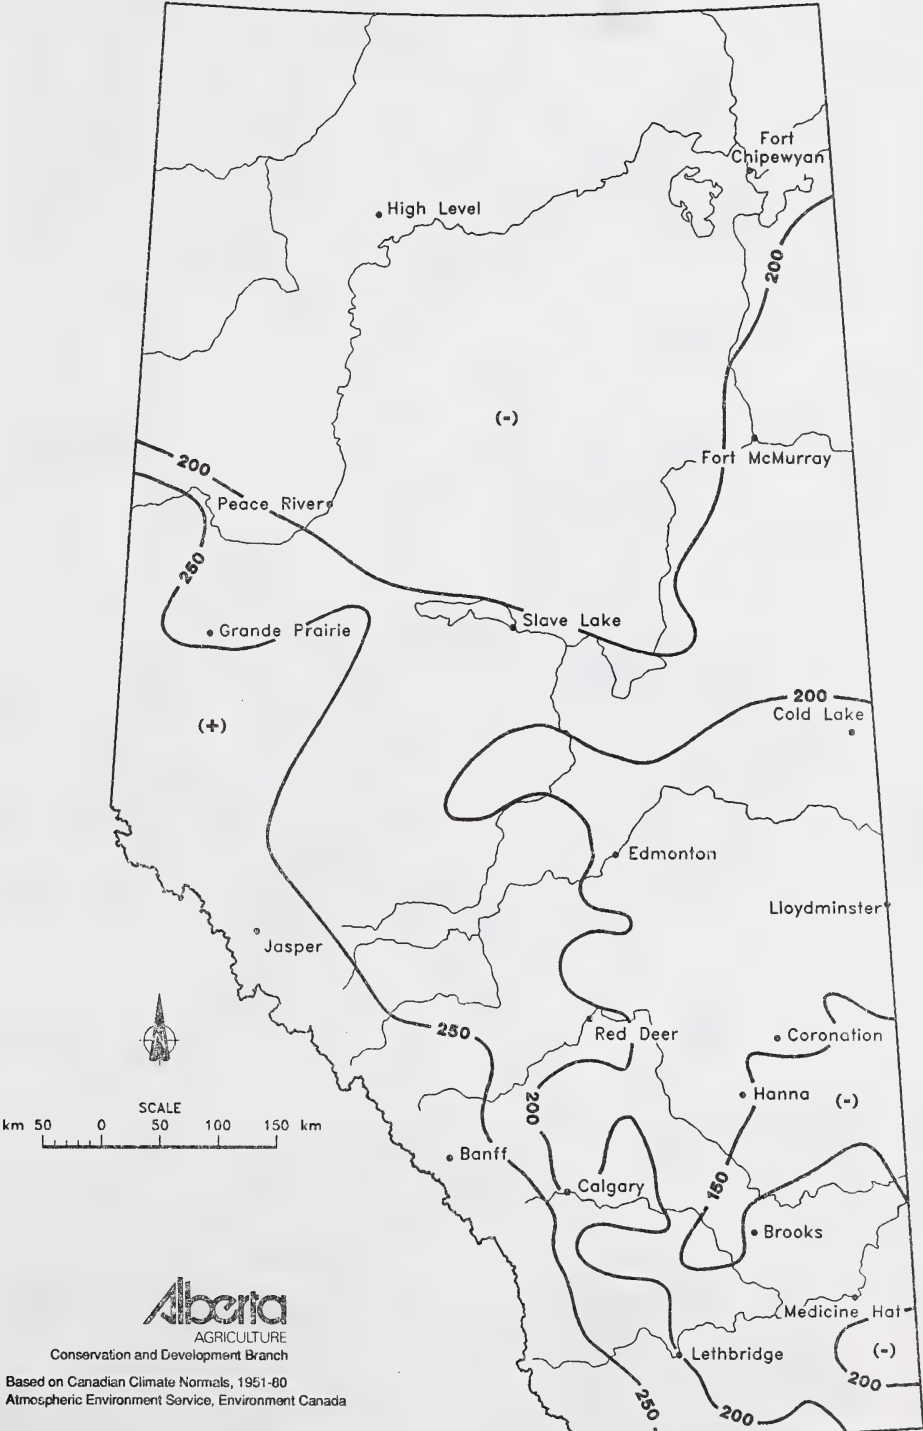 Fort
Chipewyan
High Level
200
(-)
Fort McMurray
200
Peace River
250
Slave Lake
Grande Prairie
200
Cold Lake
(+)
Edmonton
Lloydminster
Jasper
250
Red Deer
Coronation
Hanna
(-)
SCALE
km 50 0 50 100 150 km
200
Banff
Calgary
150
Brooks
Medicine Hat
Alberta
AGRICULTURE
Conservation and Development Branch
Lethbridge
(-)
200
Based on Canadian Climate Normals, 1951-80
Atmospheric Environment Service, Environment Canada
250
200